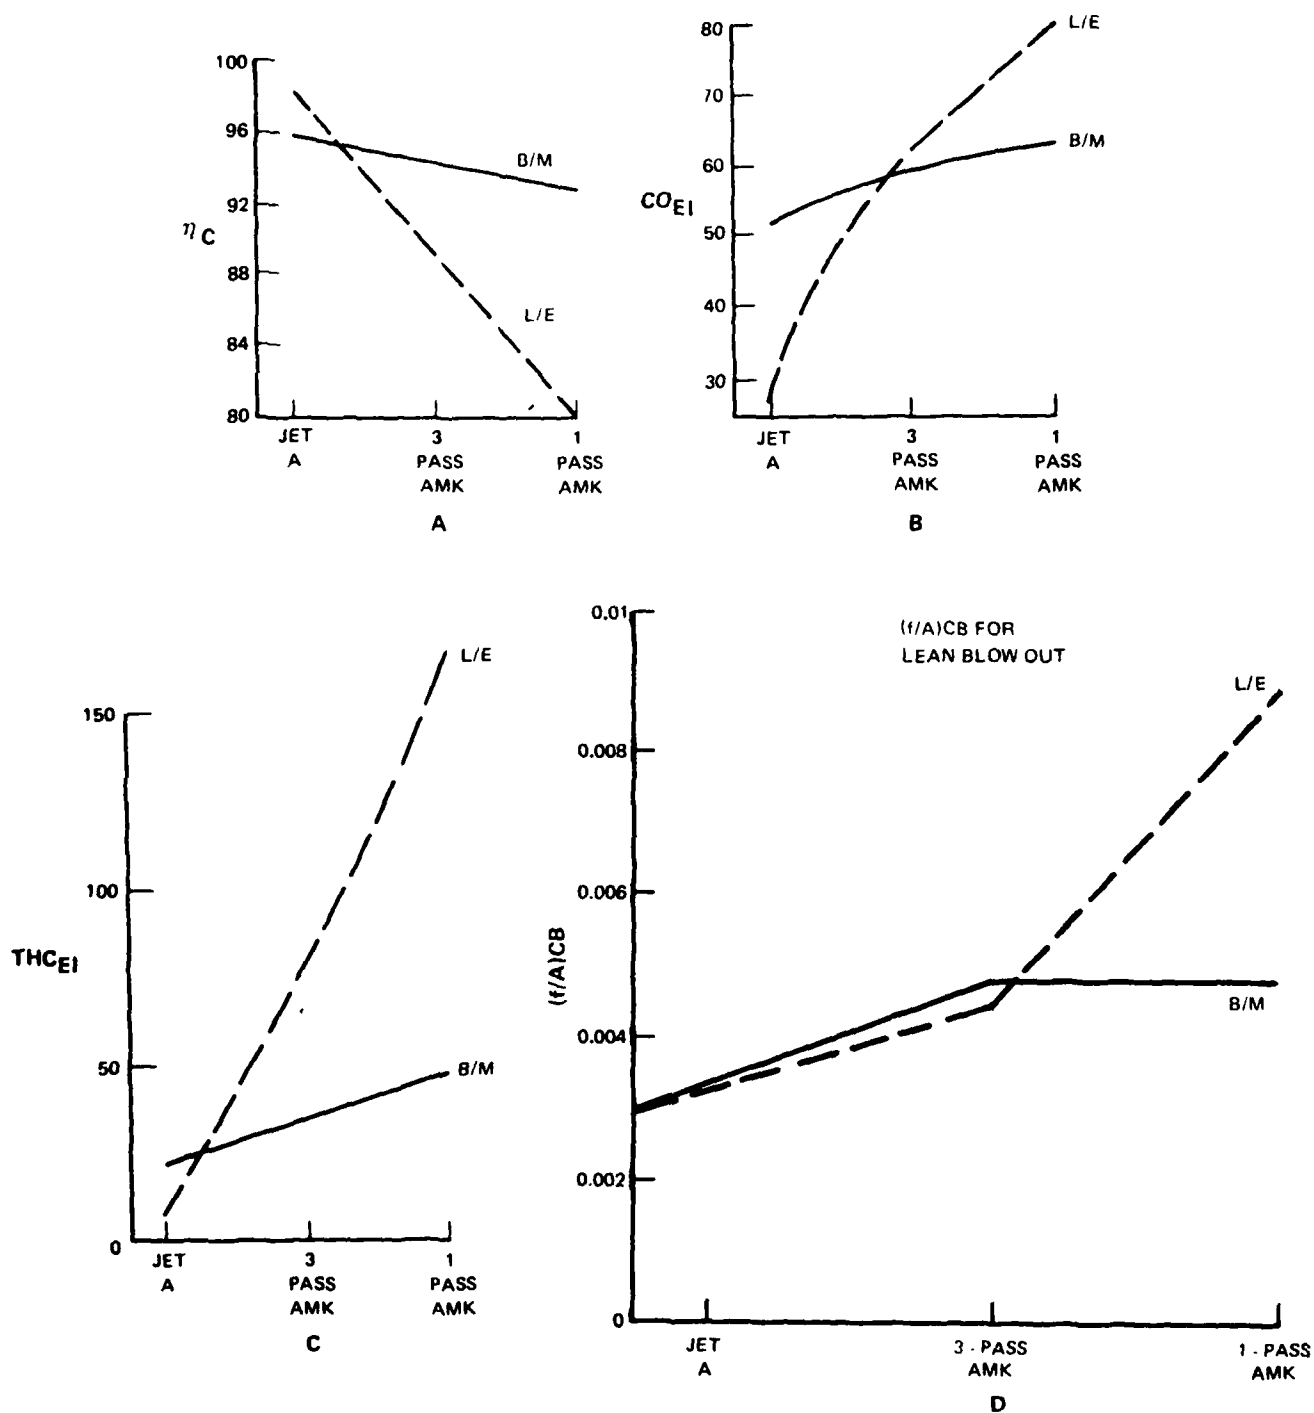 100
96
92
88
84
80
ηC
B/M
L/E
JET
A
3
PASS
AMK
1
PASS
AMK
A
80
70
60
50
40
30
COEI
L/E
B/M
JET
A
3
PASS
AMK
1
PASS
AMK
B
150
100
50
0
THCEI
L/E
B/M
JET
A
3
PASS
AMK
1
PASS
AMK
C
0.01
0.008
0.006
0.004
0.002
0
(f/A)CB
(f/A)CB FOR
LEAN BLOW OUT
L/E
B/M
JET
A
3 - PASS
AMK
1 - PASS
AMK
D